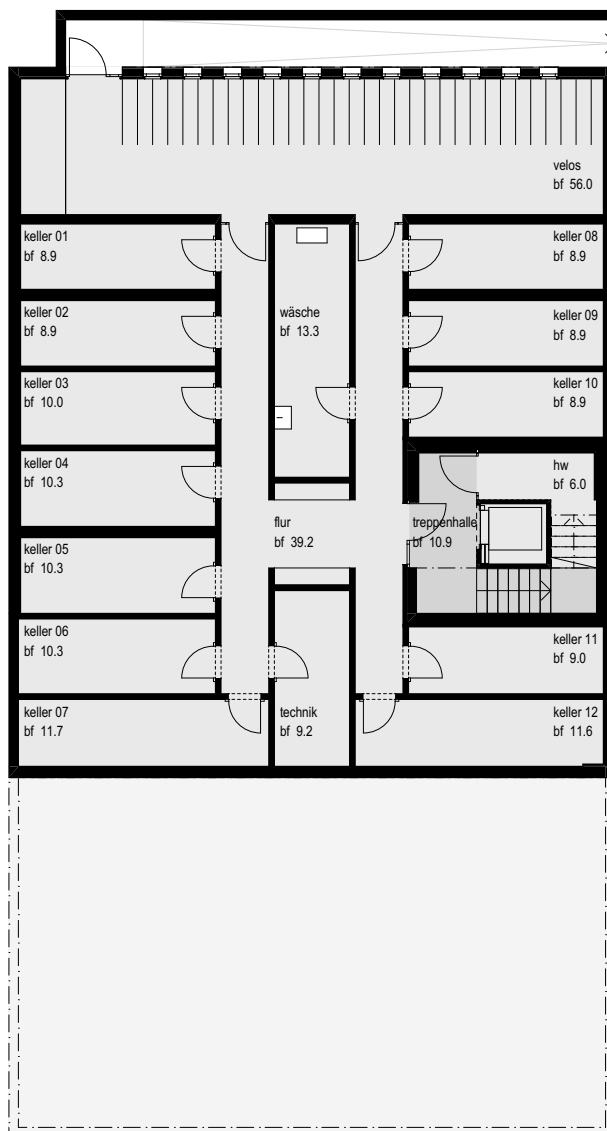 velos
bf 56.0
keller 01
bf 8.9
keller 08
bf 8.9
keller 02
bf 8.9
wäsche
bf 13.3
keller 09
bf 8.9
keller 03
bf 10.0
keller 10
bf 8.9
keller 04
bf 10.3
hw
bf 6.0
flur
bf 39.2
treppenhalle
bf 10.9
keller 05
bf 10.3
keller 06
bf 10.3
keller 11
bf 9.0
keller 07
bf 11.7
technik
bf 9.2
keller 12
bf 11.6